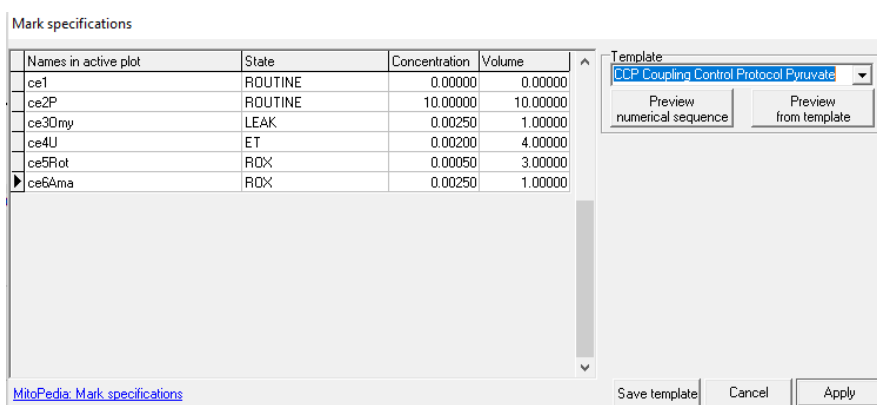 Mark specifications
Names in active plot State Concentration Volume
ce1 ROUTINE 0.00000 0.00000
ce2P ROUTINE 10.00000 10.00000
ce3Omy LEAK 0.00250 1.00000
ce4U ET 0.00200 4.00000
ce5Rot ROX 0.00050 3.00000
ce6Ama ROX 0.00250 1.00000
Template
CCP Coupling Control Protocol Pyruvate
Preview
numerical sequence
Preview
from template
MitoPedia: Mark specifications
Save template Cancel Apply